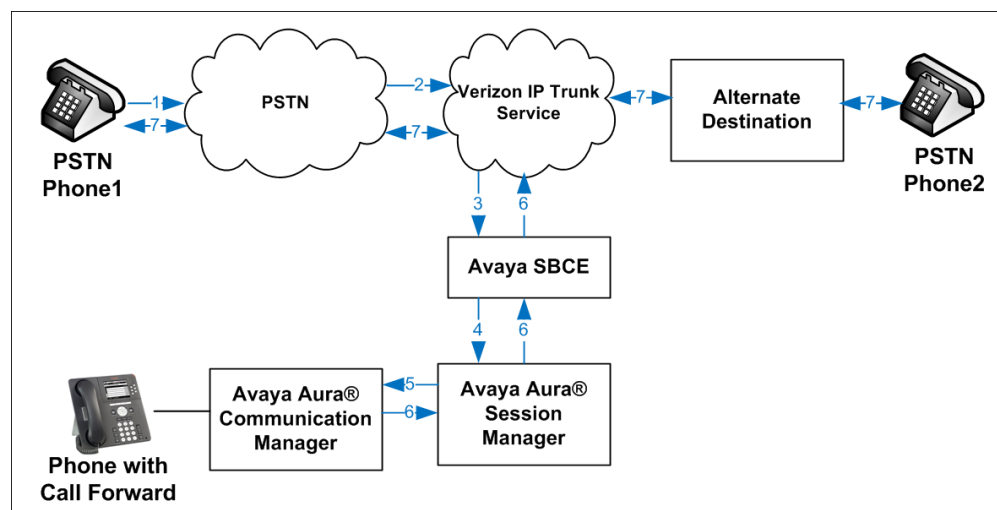 PSTN
Phone1
1
7
PSTN
2
7
Verizon IP Trunk
Service
7
Alternate
Destination
7
PSTN
Phone2
3
6
Avaya SBCE
4
6
Phone with
Call Forward
Avaya Aura®
Communication
Manager
5
6
Avaya Aura®
Session
Manager